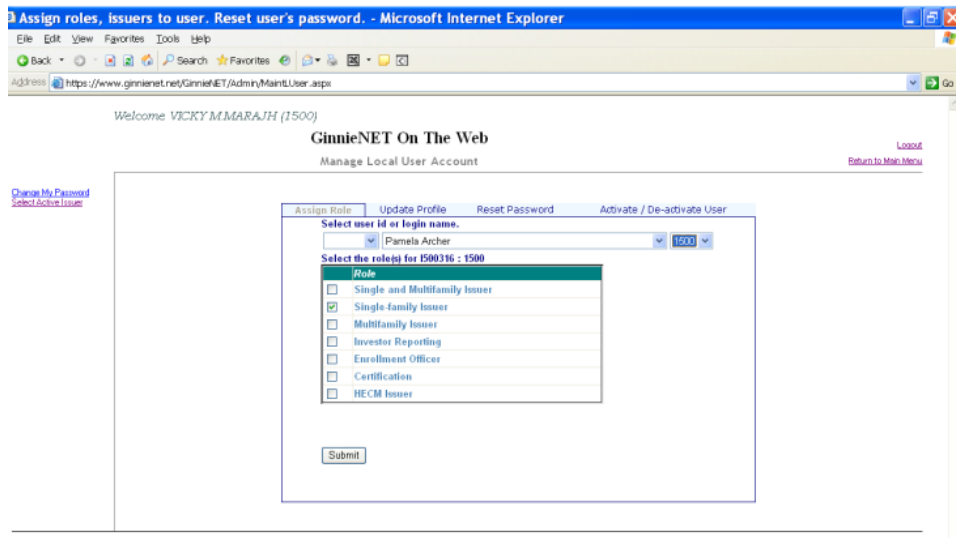 Assign roles, issuers to user. Reset user's password. - Microsoft Internet Explorer
File Edit View Favorites Tools Help
Back Search Favorites
Address https://www.ginnienet.net/GinnieNET/Admin/MaintLUser.aspx Go
Welcome VICKY M.MARAJH (1500)
GinnieNET On The Web
Logout
Manage Local User Account
Return to Main Menu
Change My Password
Select Active Issuer
Assign Role Update Profile Reset Password Activate / De-activate User
Select user id or login name.
Pamela Archer 1500
Select the role(s) for I500316 : 1500
Role
Single and Multifamily Issuer
Single-family Issuer
Multifamily Issuer
Investor Reporting
Enrollment Officer
Certification
HECM Issuer
Submit